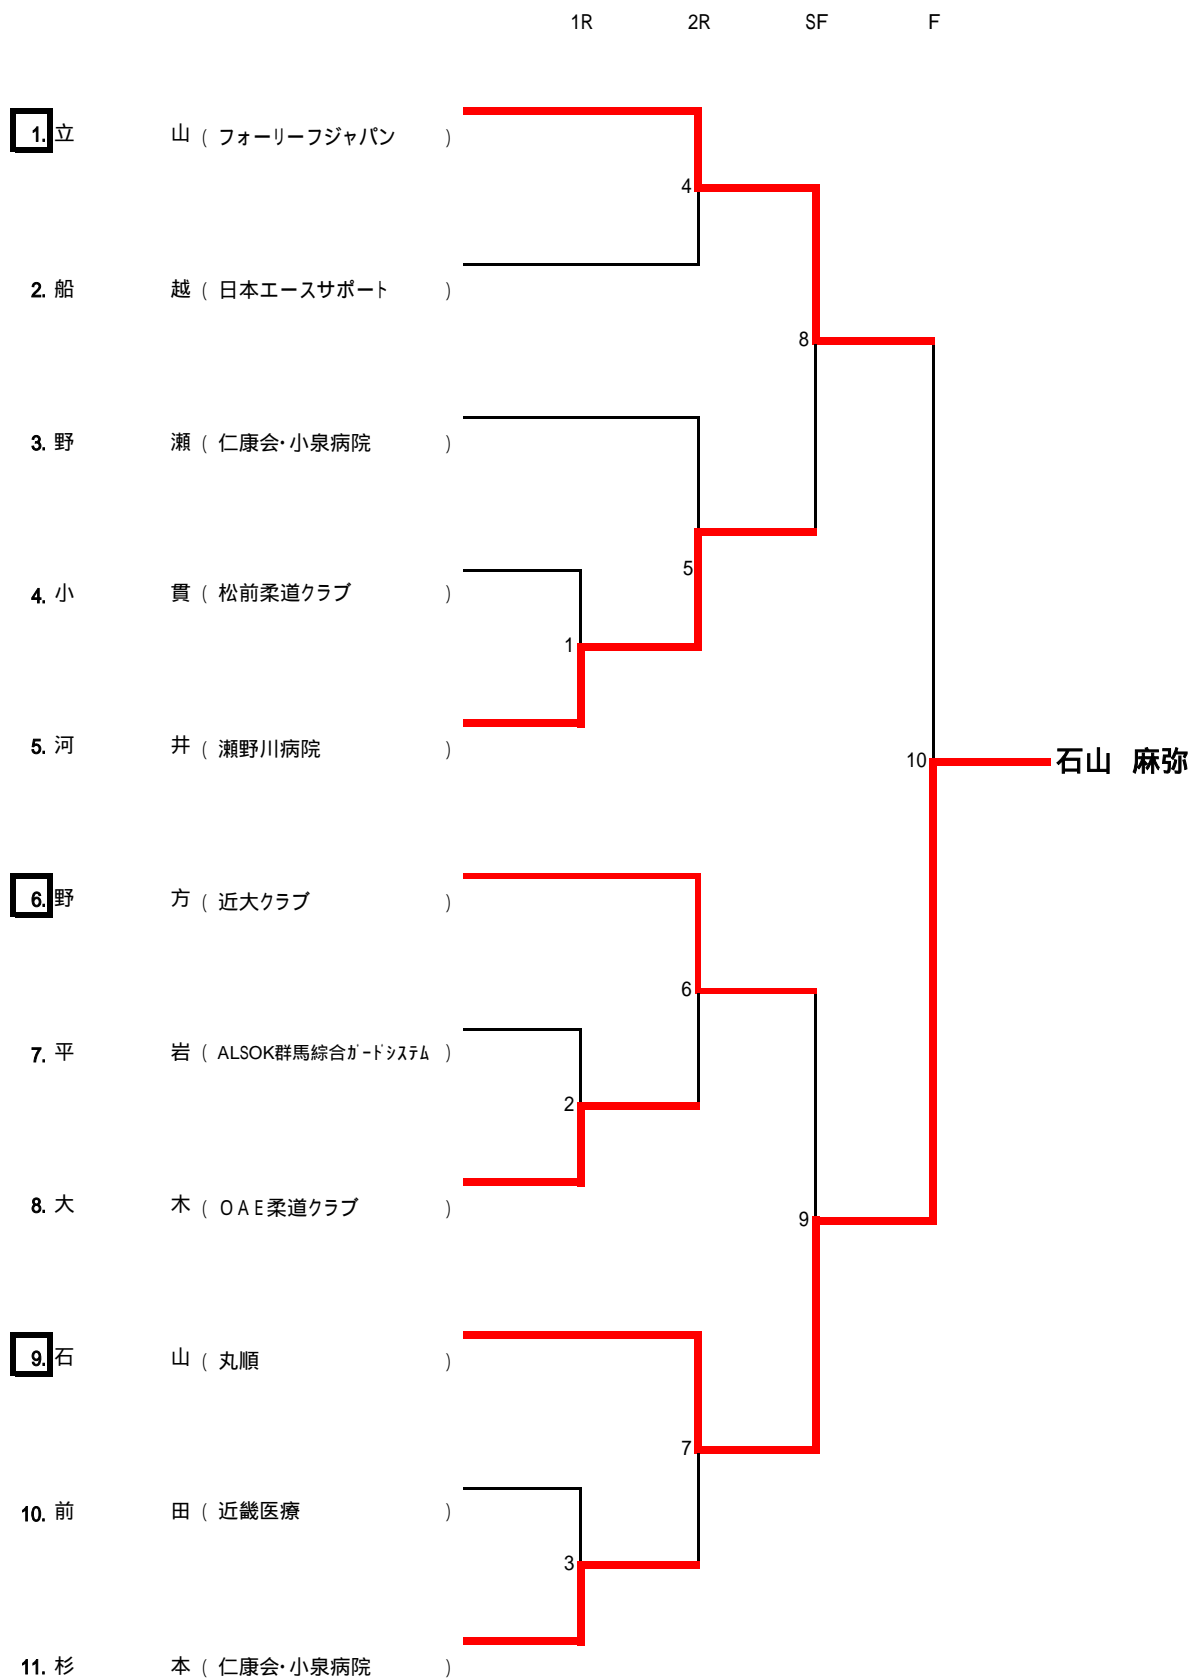 1R 2R SF F
1. 立 山 ( フォーリーフジャパン )
4
2. 船 越 ( 日本エースサポート )
8
3. 野 瀬 ( 仁康会・小泉病院 )
5
4. 小 貫 ( 松前柔道クラブ )
1
5. 河 井 ( 瀬野川病院 )
10 石山 麻弥
6. 野 方 ( 近大クラブ )
6
7. 平 岩 ( ALSOK群馬綜合ガードシステム )
2
8. 大 木 ( OAE柔道クラブ )
9
9. 石 山 ( 丸順 )
7
10. 前 田 ( 近畿医療 )
3
11. 杉 本 ( 仁康会・小泉病院 )